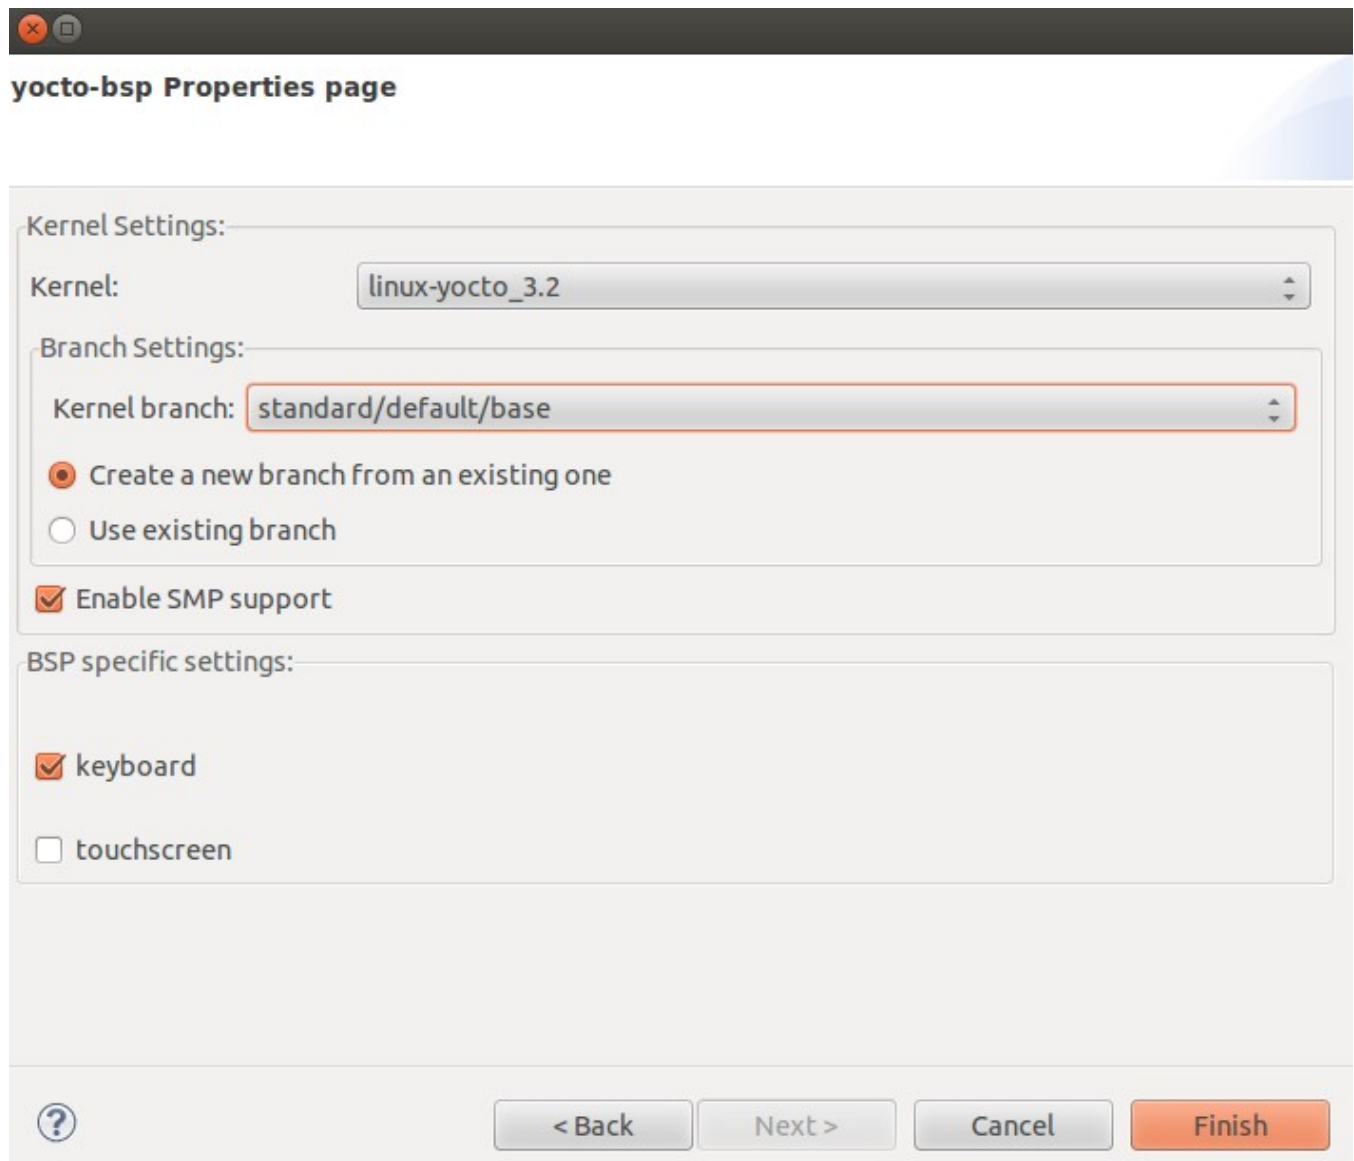 yocto-bsp Properties page
Kernel Settings:
Kernel: linux-yocto_3.2
Branch Settings:
Kernel branch: standard/default/base
Create a new branch from an existing one
Use existing branch
Enable SMP support
BSP specific settings:
keyboard
touchscreen
? < Back Next > Cancel Finish